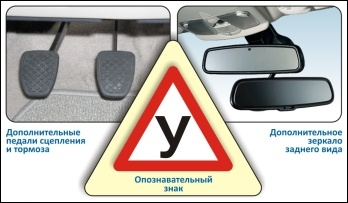 Дополнительные
педали сцепления
и тормоза
У
Опознавательный
знак
Дополнительное
зеркало
заднего вида